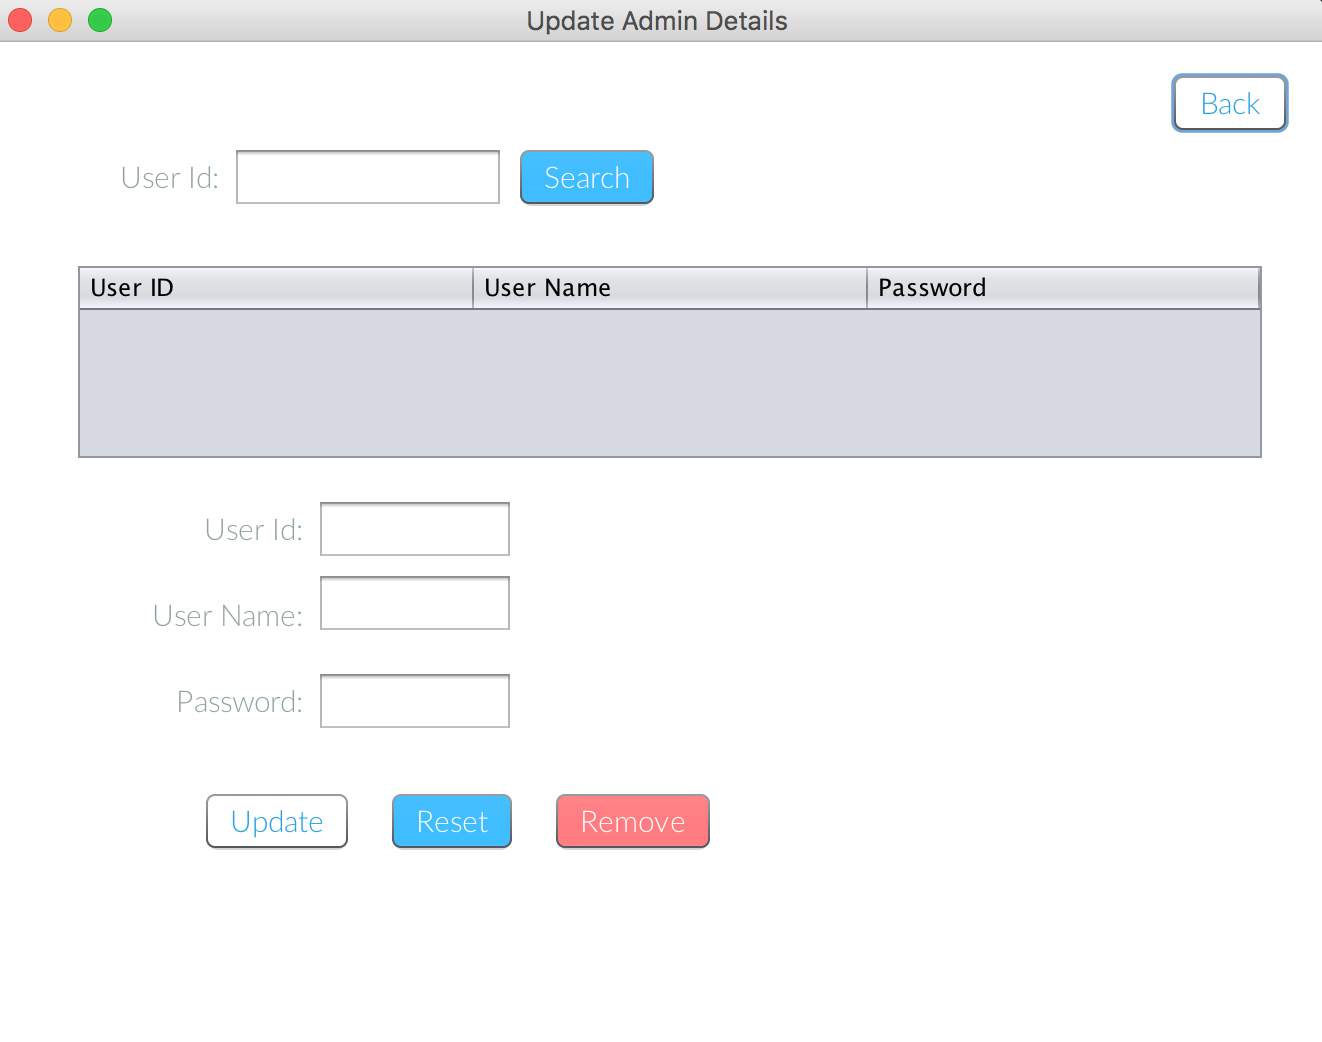 Update Admin Details
Back
User Id:
Search
User ID User Name Password
User Id:
User Name:
Password:
Update Reset Remove